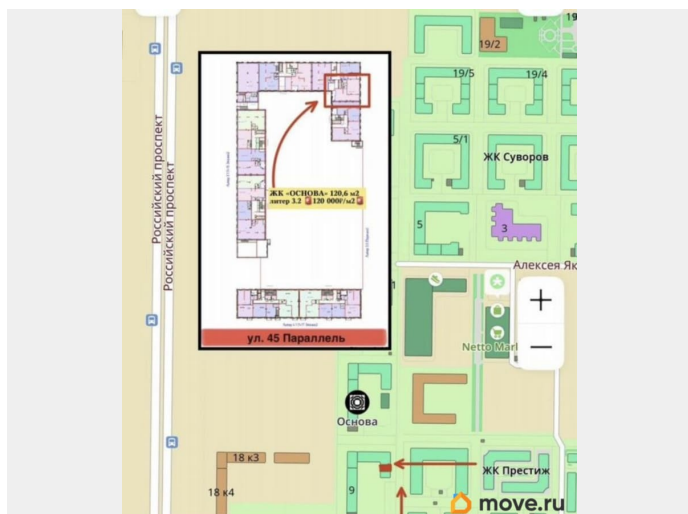 19
19/2
19/5
19/4
5/1
ЖК Суворов
Российский проспект
Российский проспект
ЖК «ОСНОВА» 120,6 м2
литер 3.2 120 000₽/м2
5
3
Алексея Як
1
+
−
Netto Marl
ул. 45 Параллель
Основа
18 к3
ЖК Престиж
18 к4
9
move.ru